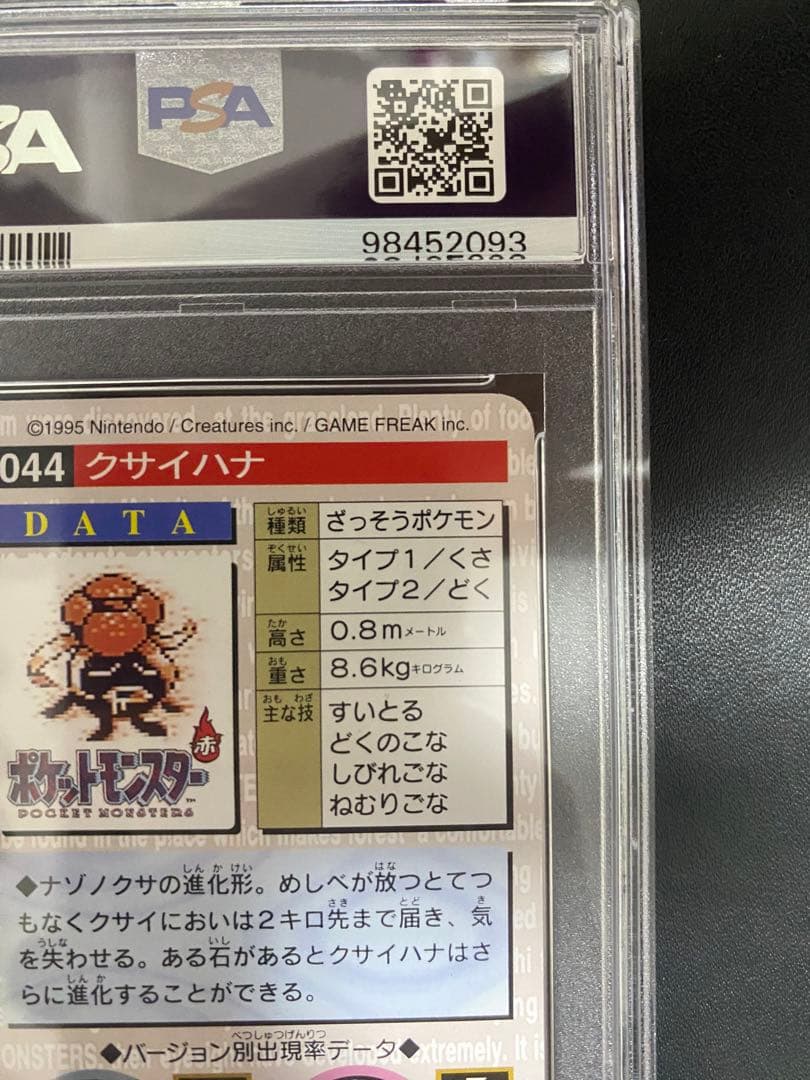 SA
PSA
98452093
©1995 Nintendo / Creatures inc. / GAME FREAK inc.
044 クサイハナ
DATA
種類 ざっそうポケモン
属性 タイプ1／くさ
タイプ2／どく
高さ 0.8mメートル
重さ 8.6kgキログラム
主な技 すいとる
どくのこな
しびれごな
ねむりごな
赤
ポケットモンスター
POCKET MONSTERS
◆ナゾノクサの進化形。めしべが放つとてつ
もなくクサイにおいは2キロ先まで届き、気
を失わせる。ある石があるとクサイハナはさ
らに進化することができる。
◆バージョン別出現率データ◆